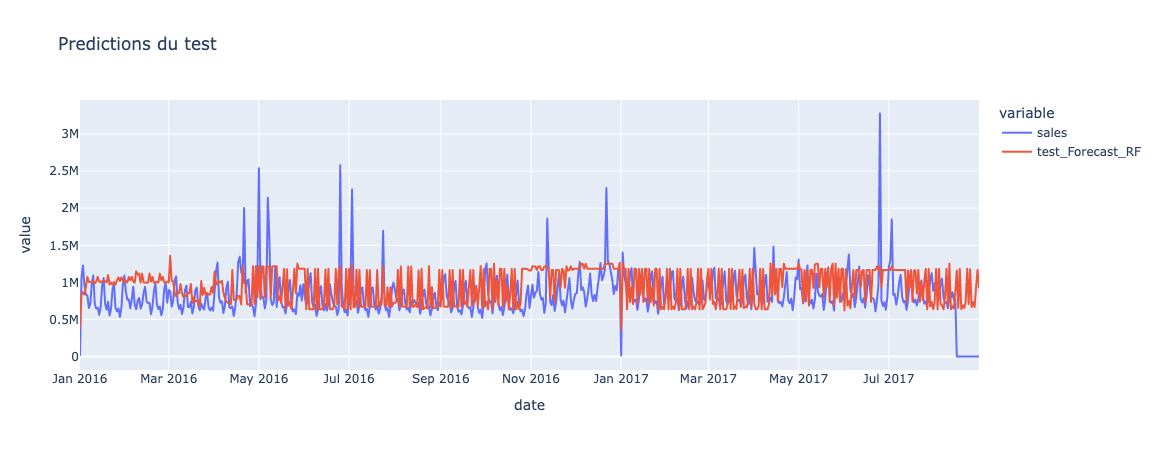 Predictions du test
variable
sales
test_Forecast_RF
value
3M
2.5M
2M
1.5M
1M
0.5M
0
Jan 2016 Mar 2016 May 2016 Jul 2016 Sep 2016 Nov 2016 Jan 2017 Mar 2017 May 2017 Jul 2017
date